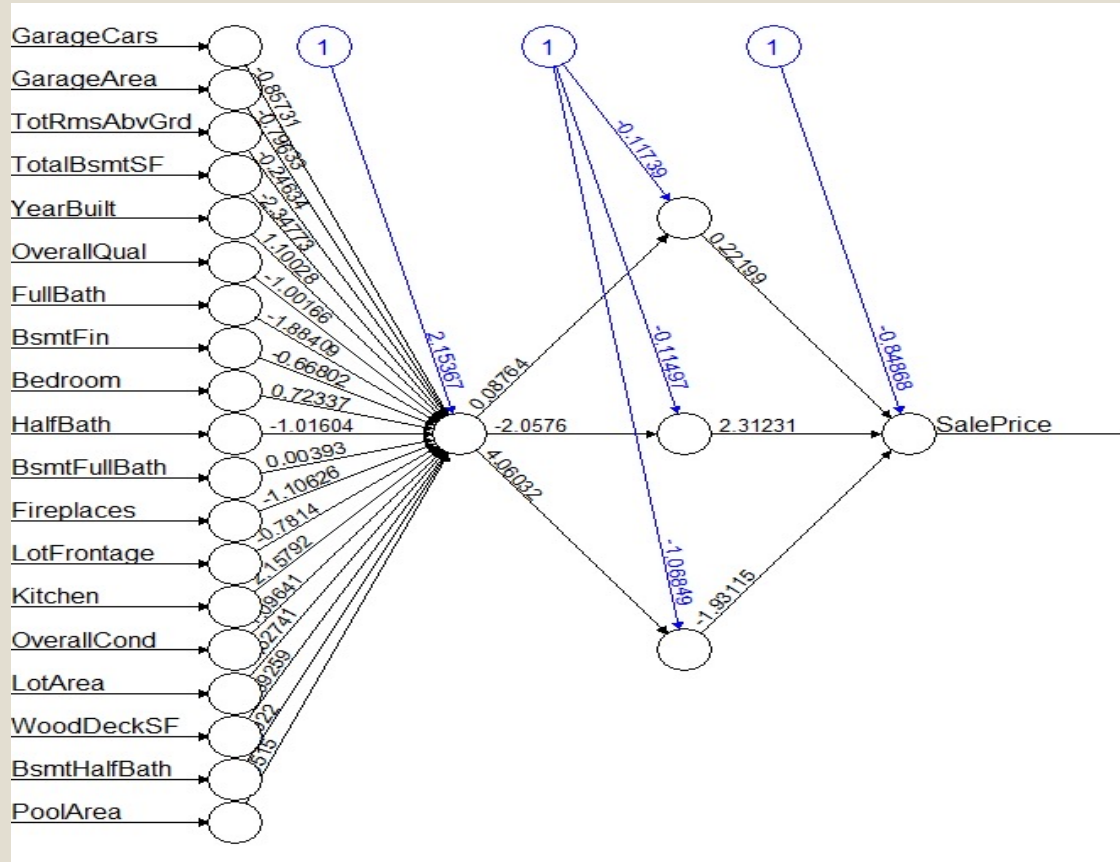 GarageCars
GarageArea
TotRmsAbvGrd
TotalBsmtSF
YearBuilt
OverallQual
FullBath
BsmtFin
Bedroom
HalfBath
BsmtFullBath
Fireplaces
LotFrontage
Kitchen
OverallCond
LotArea
WoodDeckSF
BsmtHalfBath
PoolArea
-0.85731
-0.79633
-0.24634
-2.34773
1.10028
-1.00166
-1.88409
-0.66802
0.72337
-1.01604
0.00393
-1.10626
-0.7814
1
2.15367
1
-0.11739
-0.11497
-1.06849
0.08764
-2.0576
4.06032
1
-0.84868
0.22199
2.31231
-1.93115
SalePrice